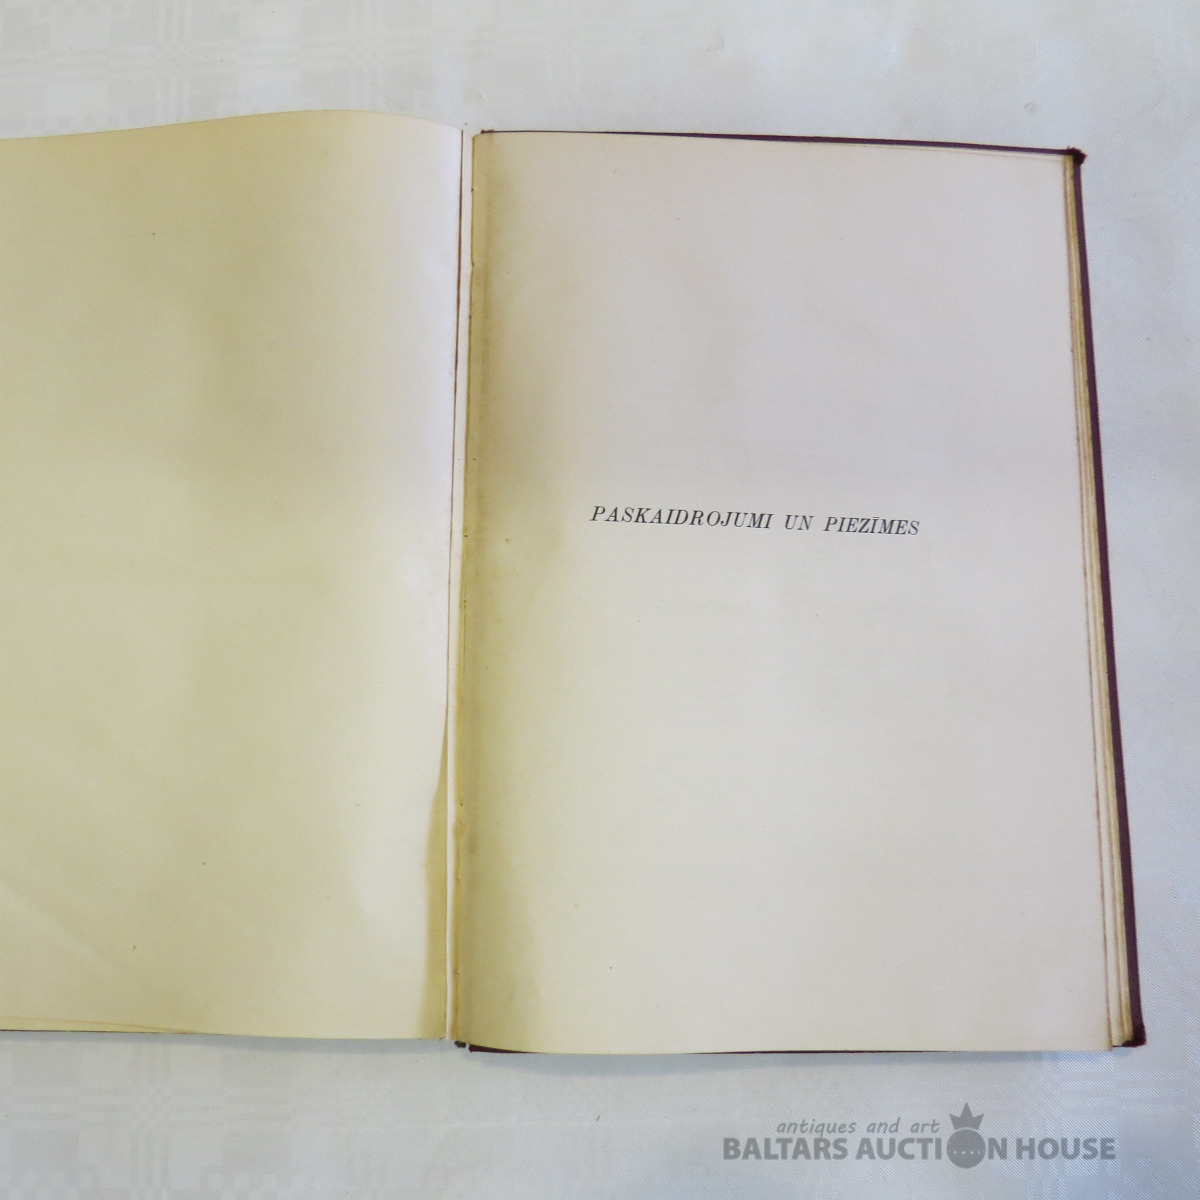 PASKAIDROJUMI UN PIEZĪMES
antiques and art
BALTARS AUCTION HOUSE